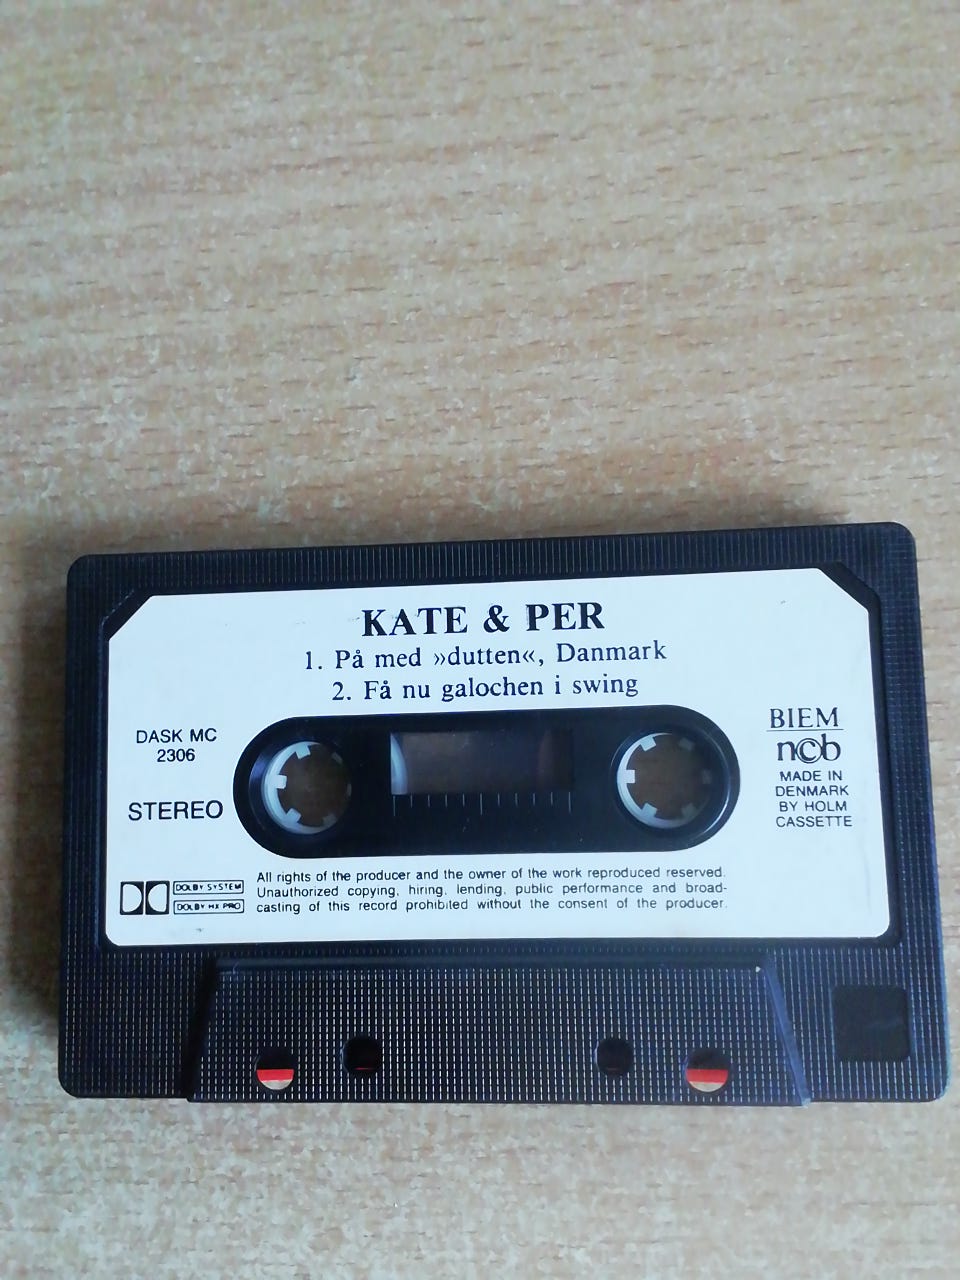 KATE & PER
1. På med »dutten«, Danmark
2. Få nu galochen i swing
DASK MC
2306
STEREO
BIEM
ncb
MADE IN
DENMARK
BY HOLM
CASSETTE
DOLBY SYSTEM
DOLBY HX PRO
All rights of the producer and the owner of the work reproduced reserved.
Unauthorized copying, hiring, lending, public performance and broad-
casting of this record prohibited without the consent of the producer.